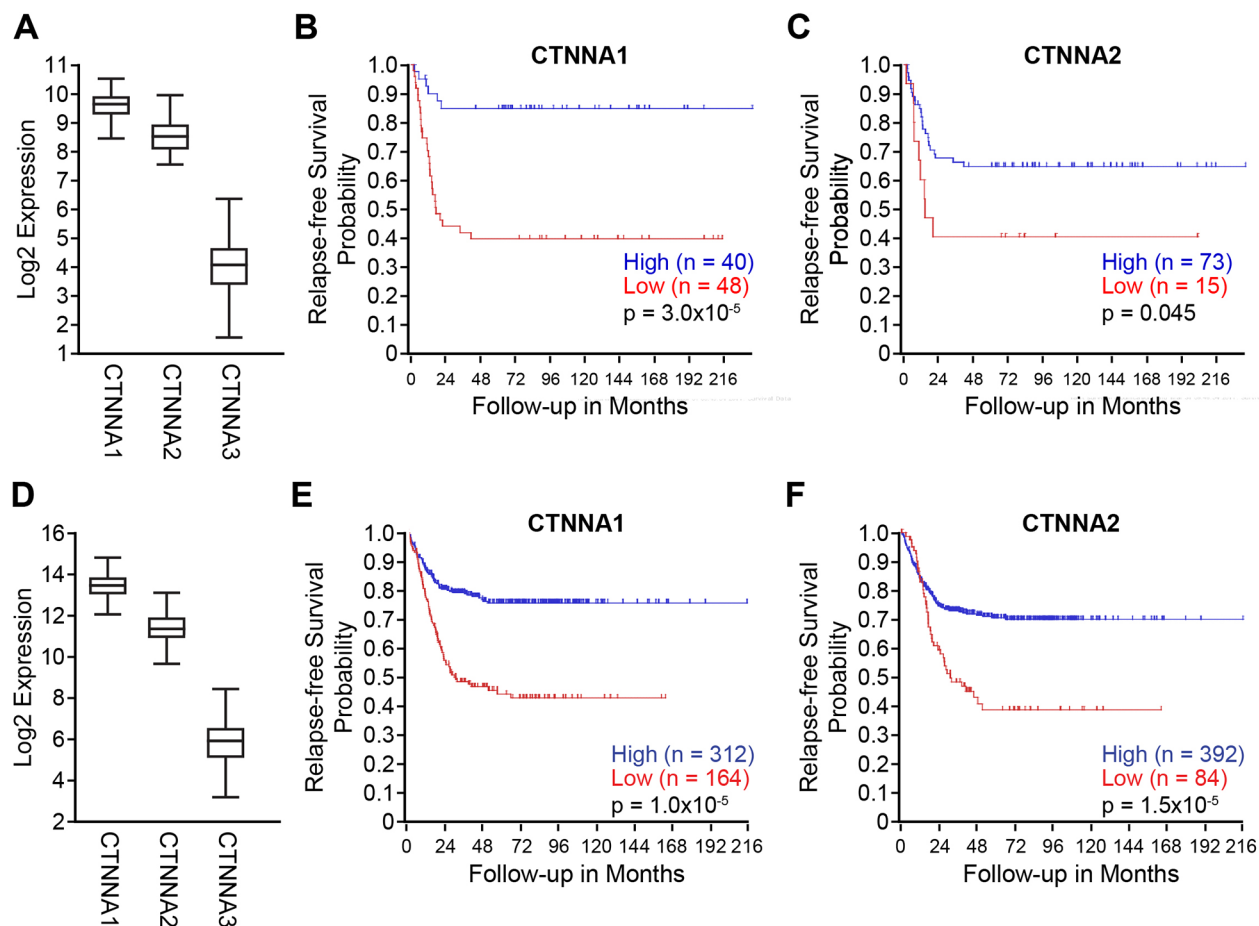 A
11
10
9
8
7
6
5
4
3
2
1
Log2 Expression
CTNNA1
CTNNA2
CTNNA3
B
CTNNA1
1.0
0.9
0.8
0.7
0.6
0.5
0.4
0.3
0.2
0.1
0
Relapse-free Survival
Probability
High (n = 40)
Low (n = 48)
p = 3.0x10-5
0 24 48 72 96 120 144 168 192 216
Follow-up in Months
C
CTNNA2
1.0
0.9
0.8
0.7
0.6
0.5
0.4
0.3
0.2
0.1
0
Relapse-free Survival
Probability
High (n = 73)
Low (n = 15)
p = 0.045
0 24 48 72 96 120 144 168 192 216
Follow-up in Months
D
16
14
12
10
8
6
4
2
Log2 Expression
CTNNA1
CTNNA2
CTNNA3
E
CTNNA1
1.0
0.9
0.8
0.7
0.6
0.5
0.4
0.3
0.2
0.1
0
Relapse-free Survival
Probability
High (n = 312)
Low (n = 164)
p = 1.0x10-5
0 24 48 72 96 120 144 168 192 216
Follow-up in Months
F
CTNNA2
1.0
0.9
0.8
0.7
0.6
0.5
0.4
0.3
0.2
0.1
0
Relapse-free Survival
Probability
High (n = 392)
Low (n = 84)
p = 1.5x10-5
0 24 48 72 96 120 144 168 192 216
Follow-up in Months